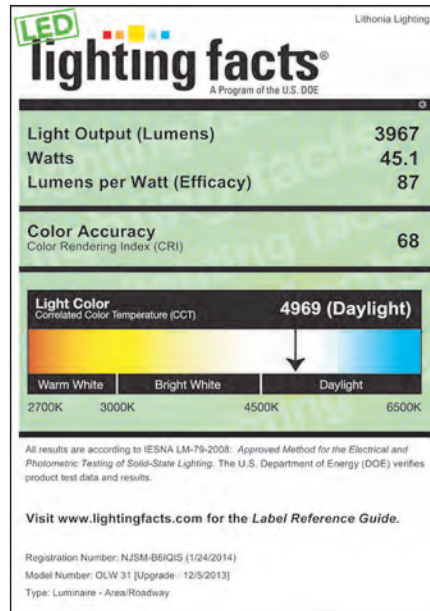 LED
Lithonia Lighting
lighting facts®
A Program of the U.S. DOE
Light Output (Lumens) 3967
Watts 45.1
Lumens per Watt (Efficacy) 87
Color Accuracy
Color Rendering Index (CRI) 68
Light Color
Correlated Color Temperature (CCT) 4969 (Daylight)
Warm White Bright White Daylight
2700K 3000K 4500K 6500K
All results are according to IESNA LM-79-2008: Approved Method for the Electrical and
Photometric Testing of Solid-State Lighting. The U.S. Department of Energy (DOE) verifies
product test data and results.
Visit www.lightingfacts.com for the Label Reference Guide.
Registration Number: NJSM-B6IQIS (1/24/2014)
Model Number: OLW 31 [Upgrade 12/5/2013]
Type: Luminaire - Area/Roadway